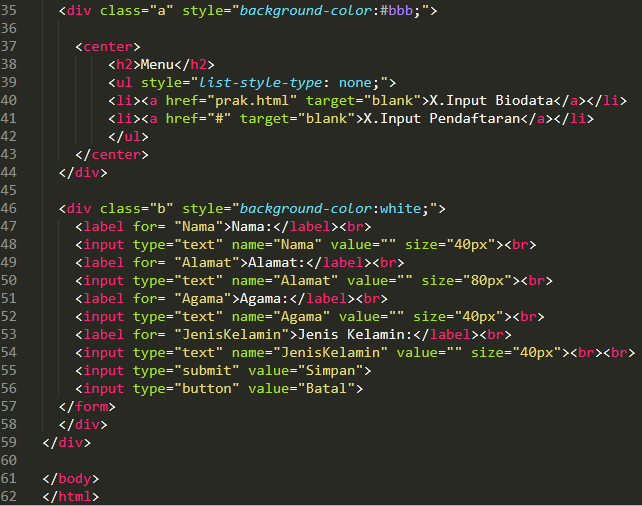 35 <div class="a" style="background-color:#bbb;">
36
37 <center>
38 <h2>Menu</h2>
39 <ul style="list-style-type: none;">
40 <li><a href="prak.html" target="blank">X.Input Biodata</a></li>
41 <li><a href="#" target="blank">X.Input Pendaftaran</a></li>
42 </ul>
43 </center>
44 </div>
45
46 <div class="b" style="background-color:white;">
47 <label for= "Nama">Nama:</label><br>
48 <input type="text" name="Nama" value="" size="40px"><br>
49 <label for= "Alamat">Alamat:</label><br>
50 <input type="text" name="Alamat" value="" size="80px"><br>
51 <label for= "Agama">Agama:</label><br>
52 <input type="text" name="Agama" value="" size="40px"><br>
53 <label for= "JenisKelamin">Jenis Kelamin:</label><br>
54 <input type="text" name="JenisKelamin" value="" size="40px"><br><br>
55 <input type="submit" value="Simpan">
56 <input type="button" value="Batal">
57 </form>
58 </div>
59 </div>
60
61 </body>
62 </html>